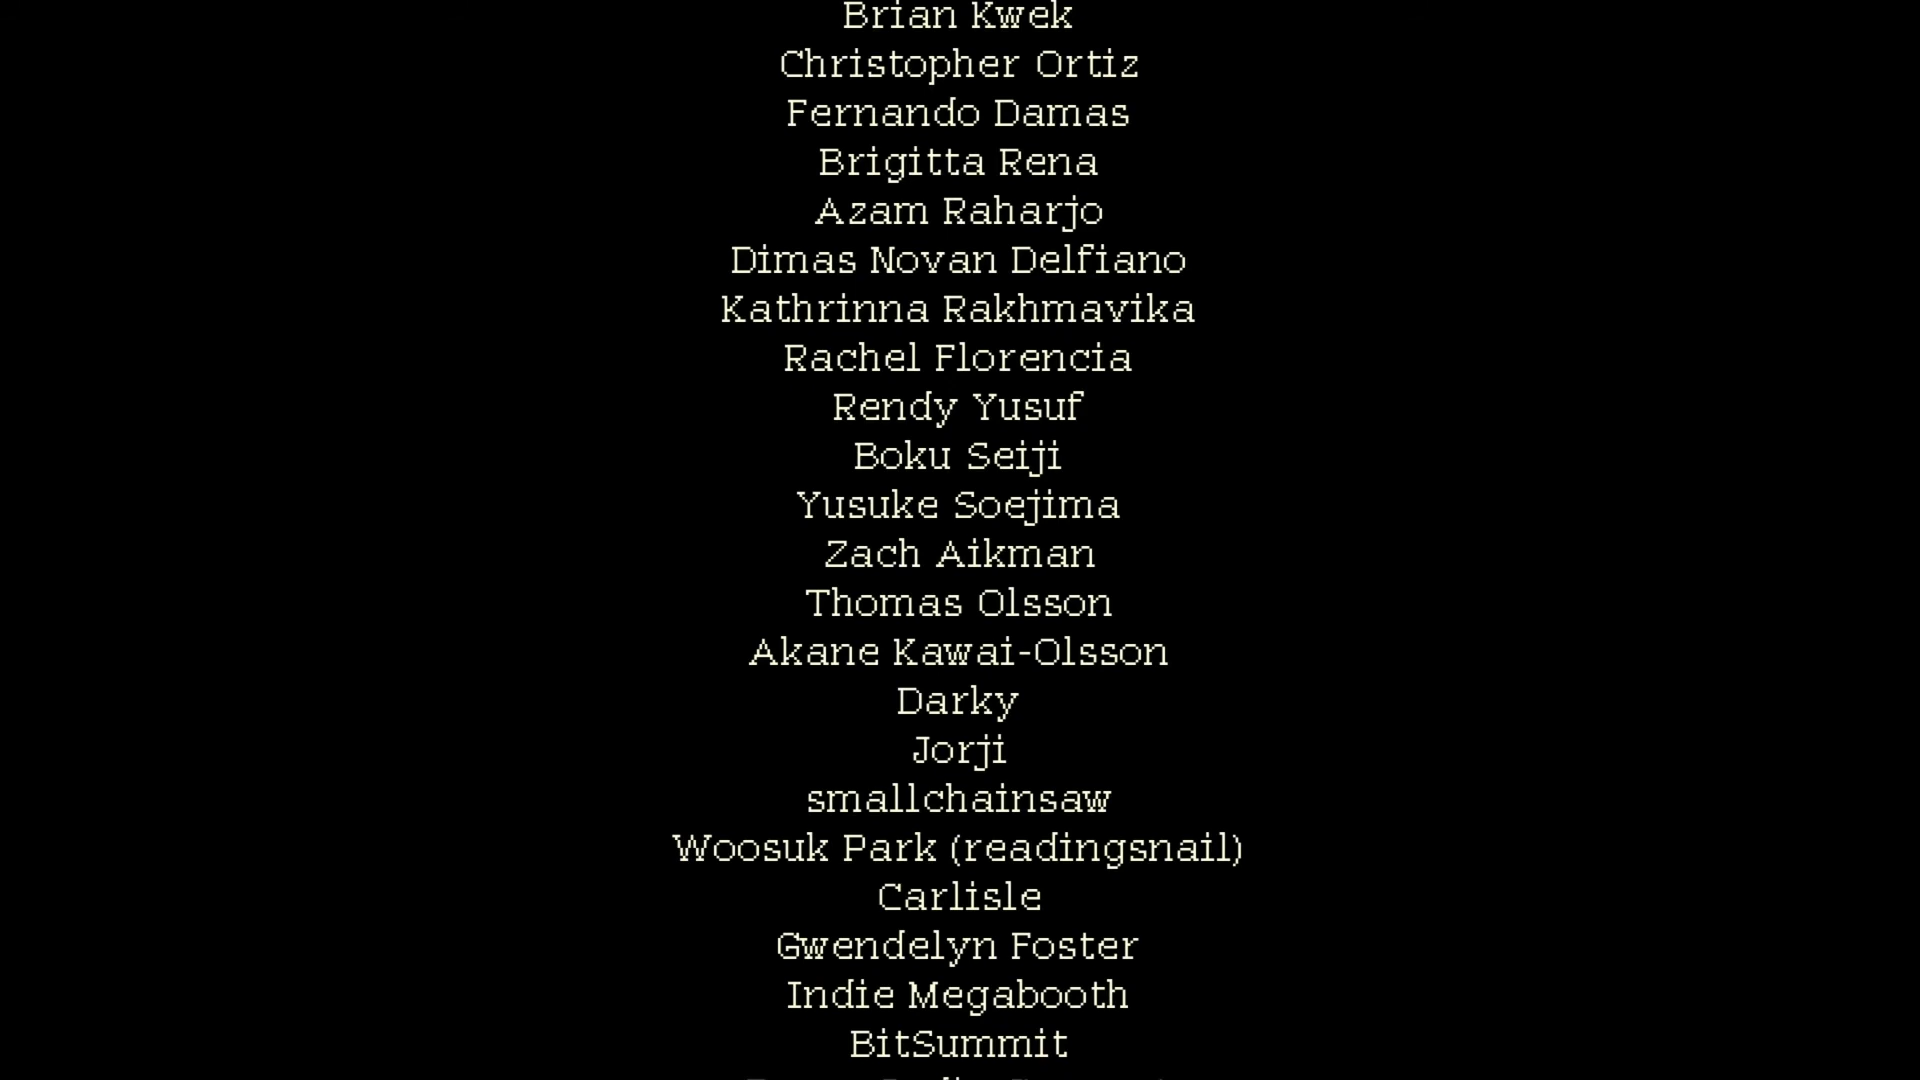 Brian Kwek
Christopher Ortiz
Fernando Damas
Brigitta Rena
Azam Raharjo
Dimas Novan Delfiano
Kathrinna Rakhmavika
Rachel Florencia
Rendy Yusuf
Boku Seiji
Yusuke Soejima
Zach Aikman
Thomas Olsson
Akane Kawai-Olsson
Darky
Jorji
smallchainsaw
Woosuk Park (readingsnail)
Carlisle
Gwendelyn Foster
Indie Megabooth
BitSummit